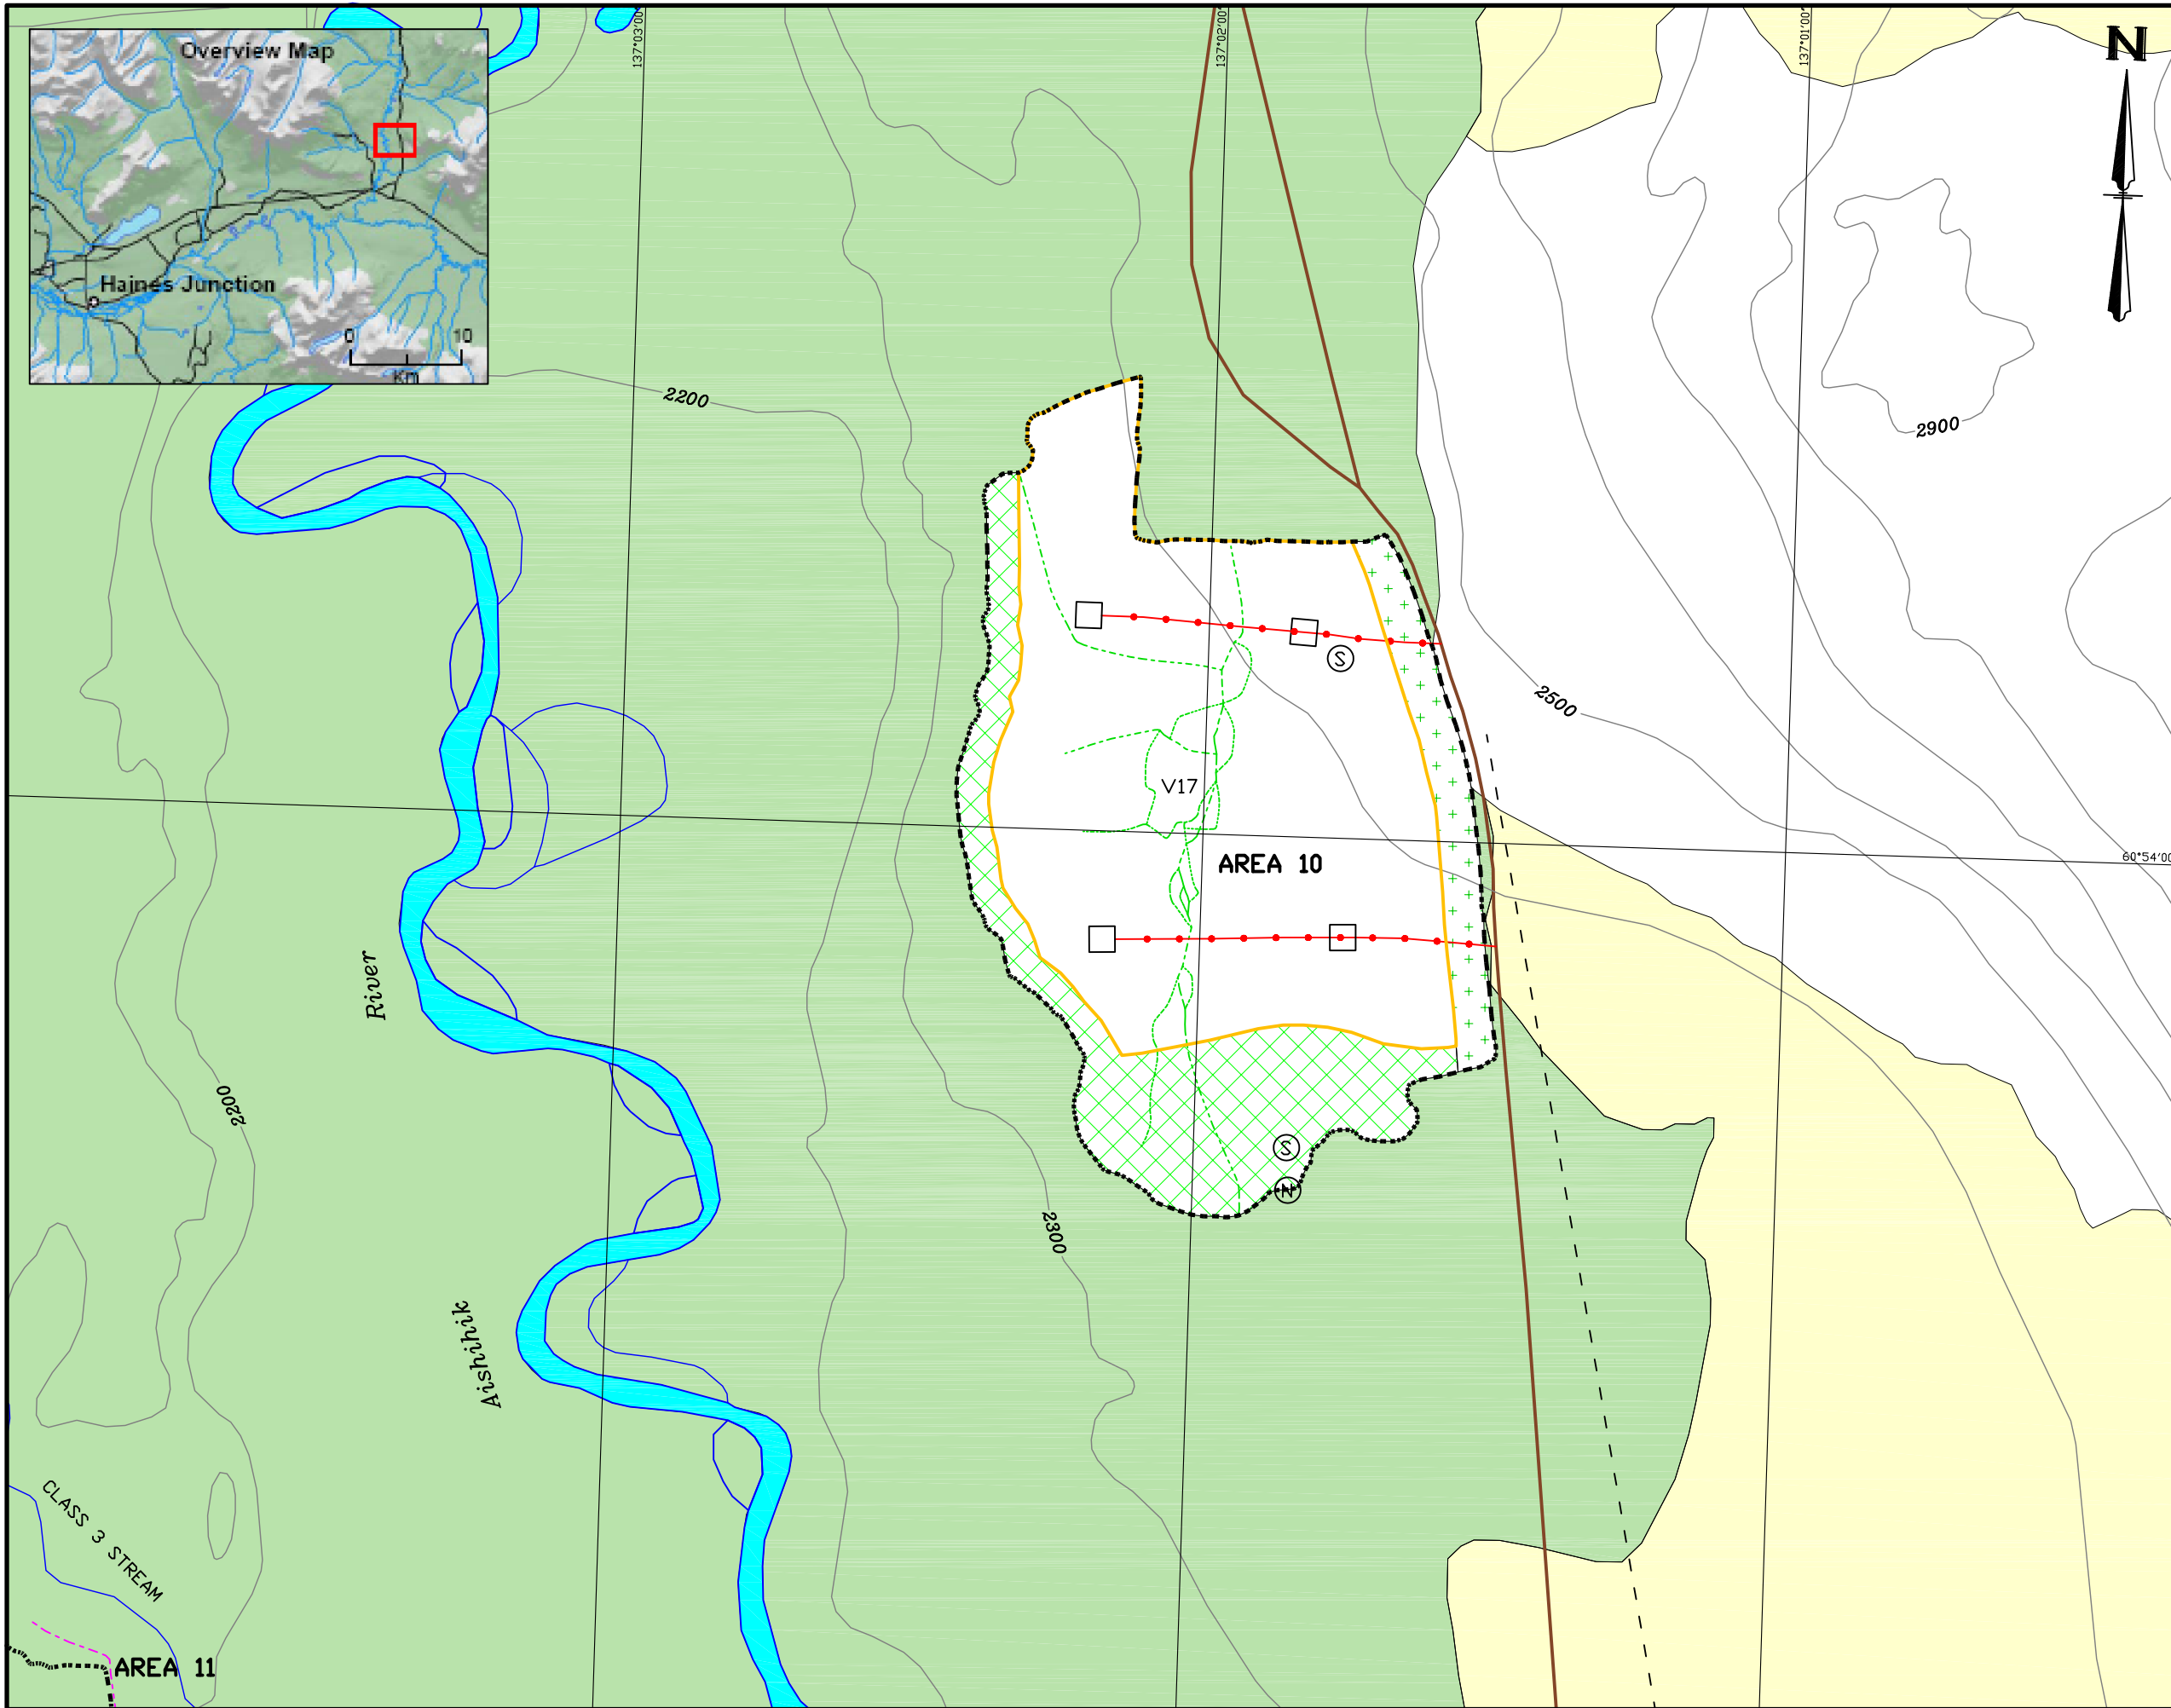 Overview Map
Haines Junction
0 10
Km
137°03'00"
137°02'00"
137°01'00"
N
2200
2900
2500
V17
AREA 10
60°54'00
S
River
2200
S
N
2300
Aishihik
CLASS 3 STREAM
AREA 11